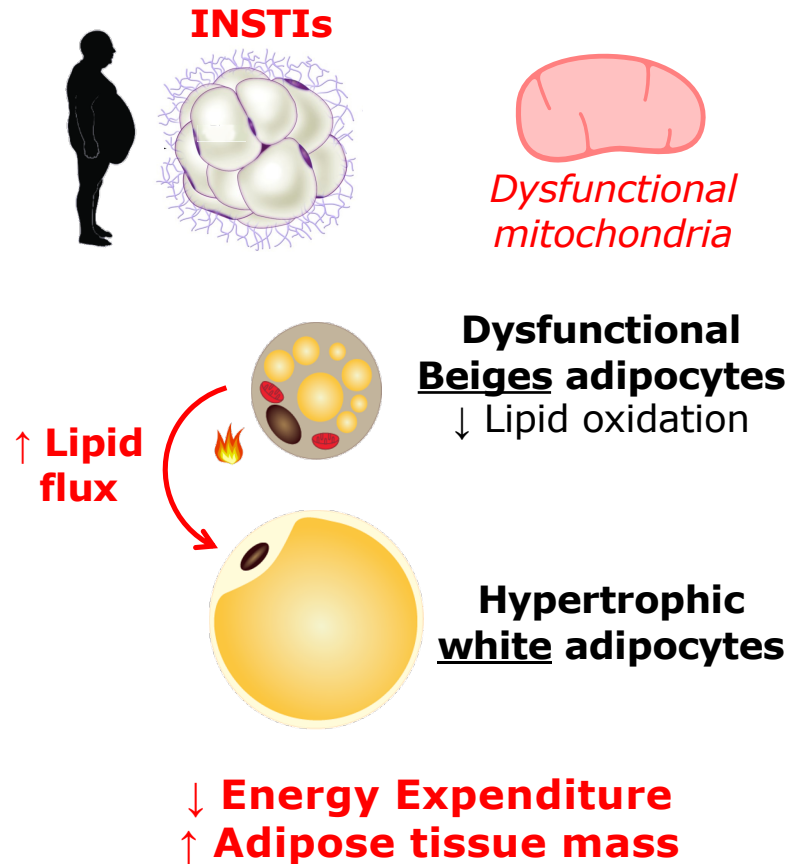 INSTIs
Dysfunctional
mitochondria
Dysfunctional
Beiges adipocytes
↓ Lipid oxidation
↑ Lipid
flux
Hypertrophic
white adipocytes
↓ Energy Expenditure
↑ Adipose tissue mass